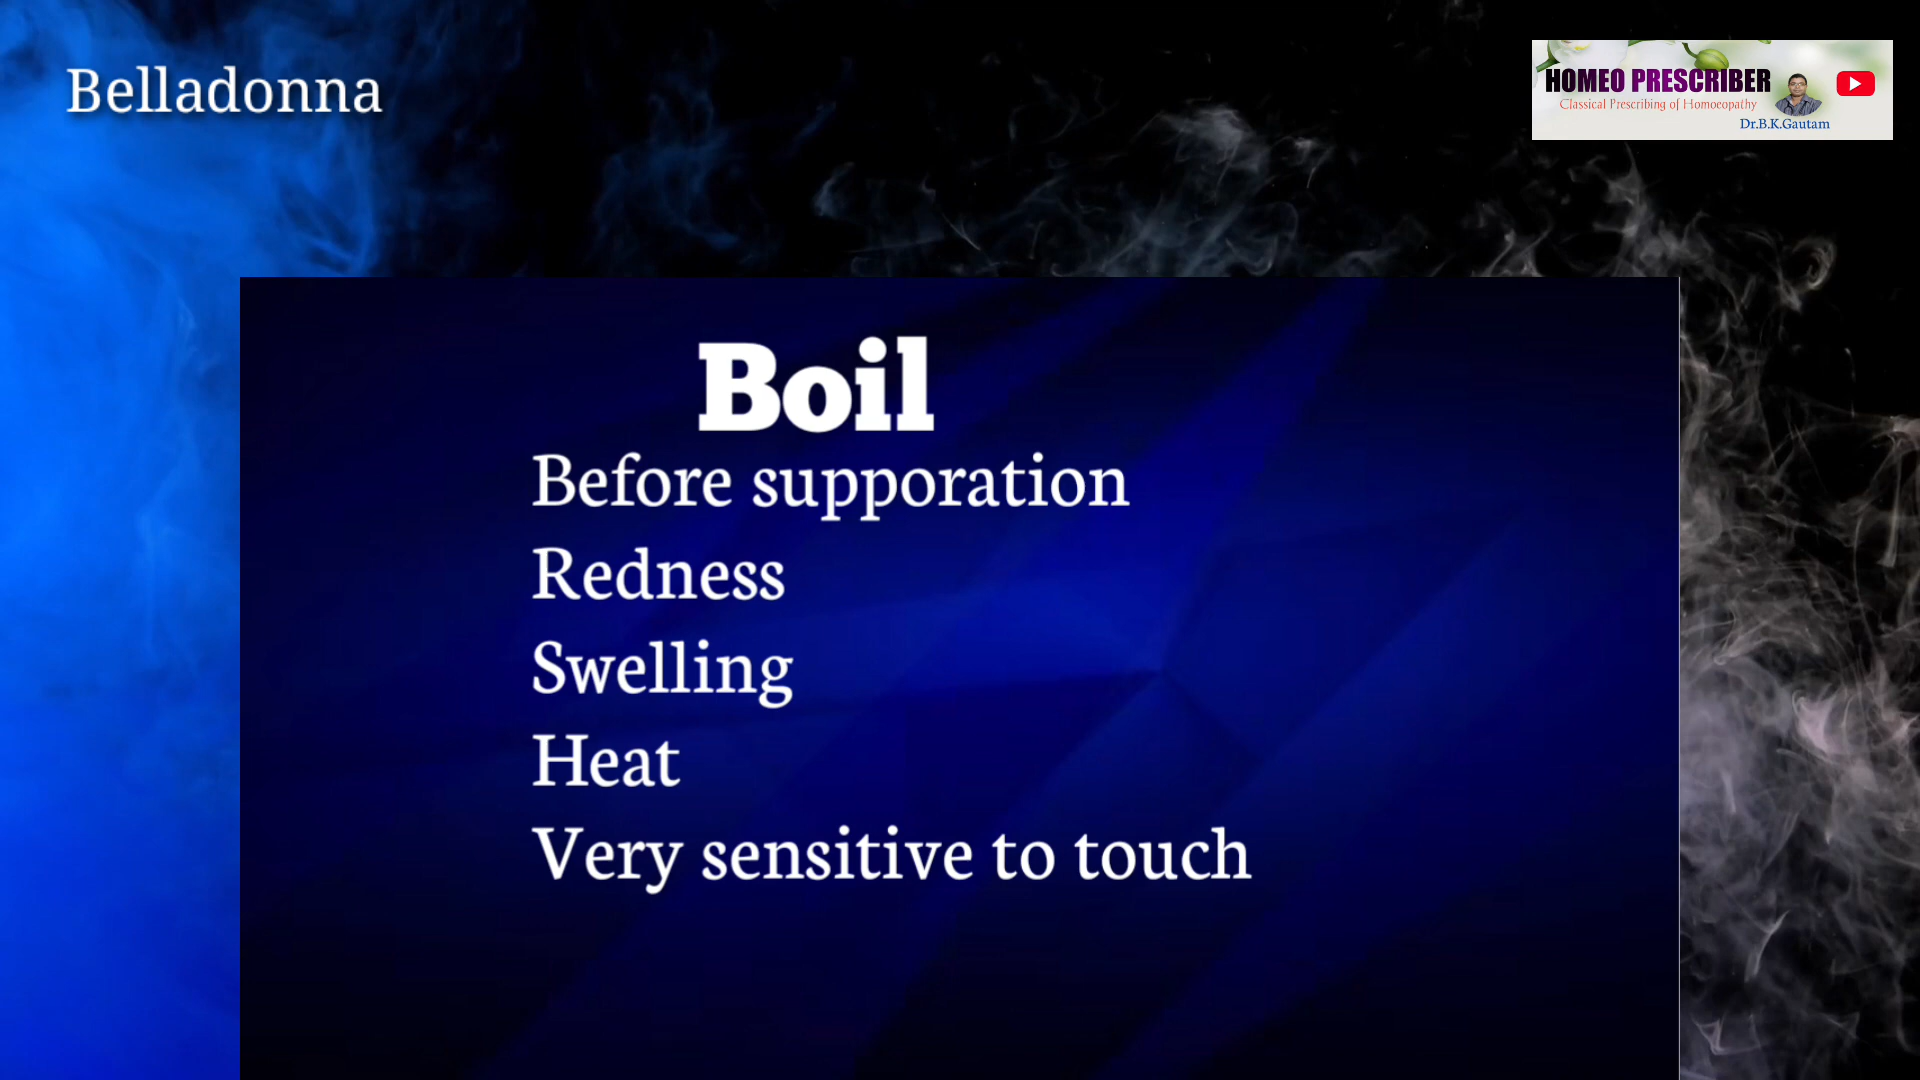 Belladonna
HOMEO PRESCRIBER
Classical Prescribing of Homoeopathy
Dr.B.K.Gautam
Boil
Before supporation
Redness
Swelling
Heat
Very sensitive to touch